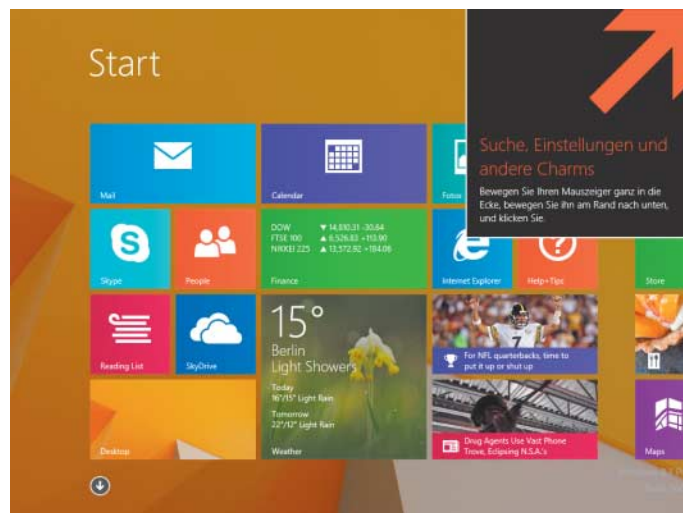 Start
Suche, Einstellungen und
andere Charms
Bewegen Sie Ihren Mauszeiger ganz in die
Ecke, bewegen Sie ihn am Rand nach unten,
und klicken Sie.
Mail
Calendar
Fotos
Skype
People
DOW ▼ 14,810.31 -30.64
FTSE 100 ▲ 6,526.83 +113.90
NIKKEI 225 ▲ 13,572.92 +184.06
Finance
Internet Explorer
Help+Tips
Store
Reading List
SkyDrive
15°
Berlin
Light Showers
Today
16°/15° Light Rain
Tomorrow
22°/12° Light Rain
Weather
7
For NFL quarterbacks, time to
put it up or shut up
Desktop
Drug Agents Use Vast Phone
Trove, Eclipsing N.S.A.'s
Maps